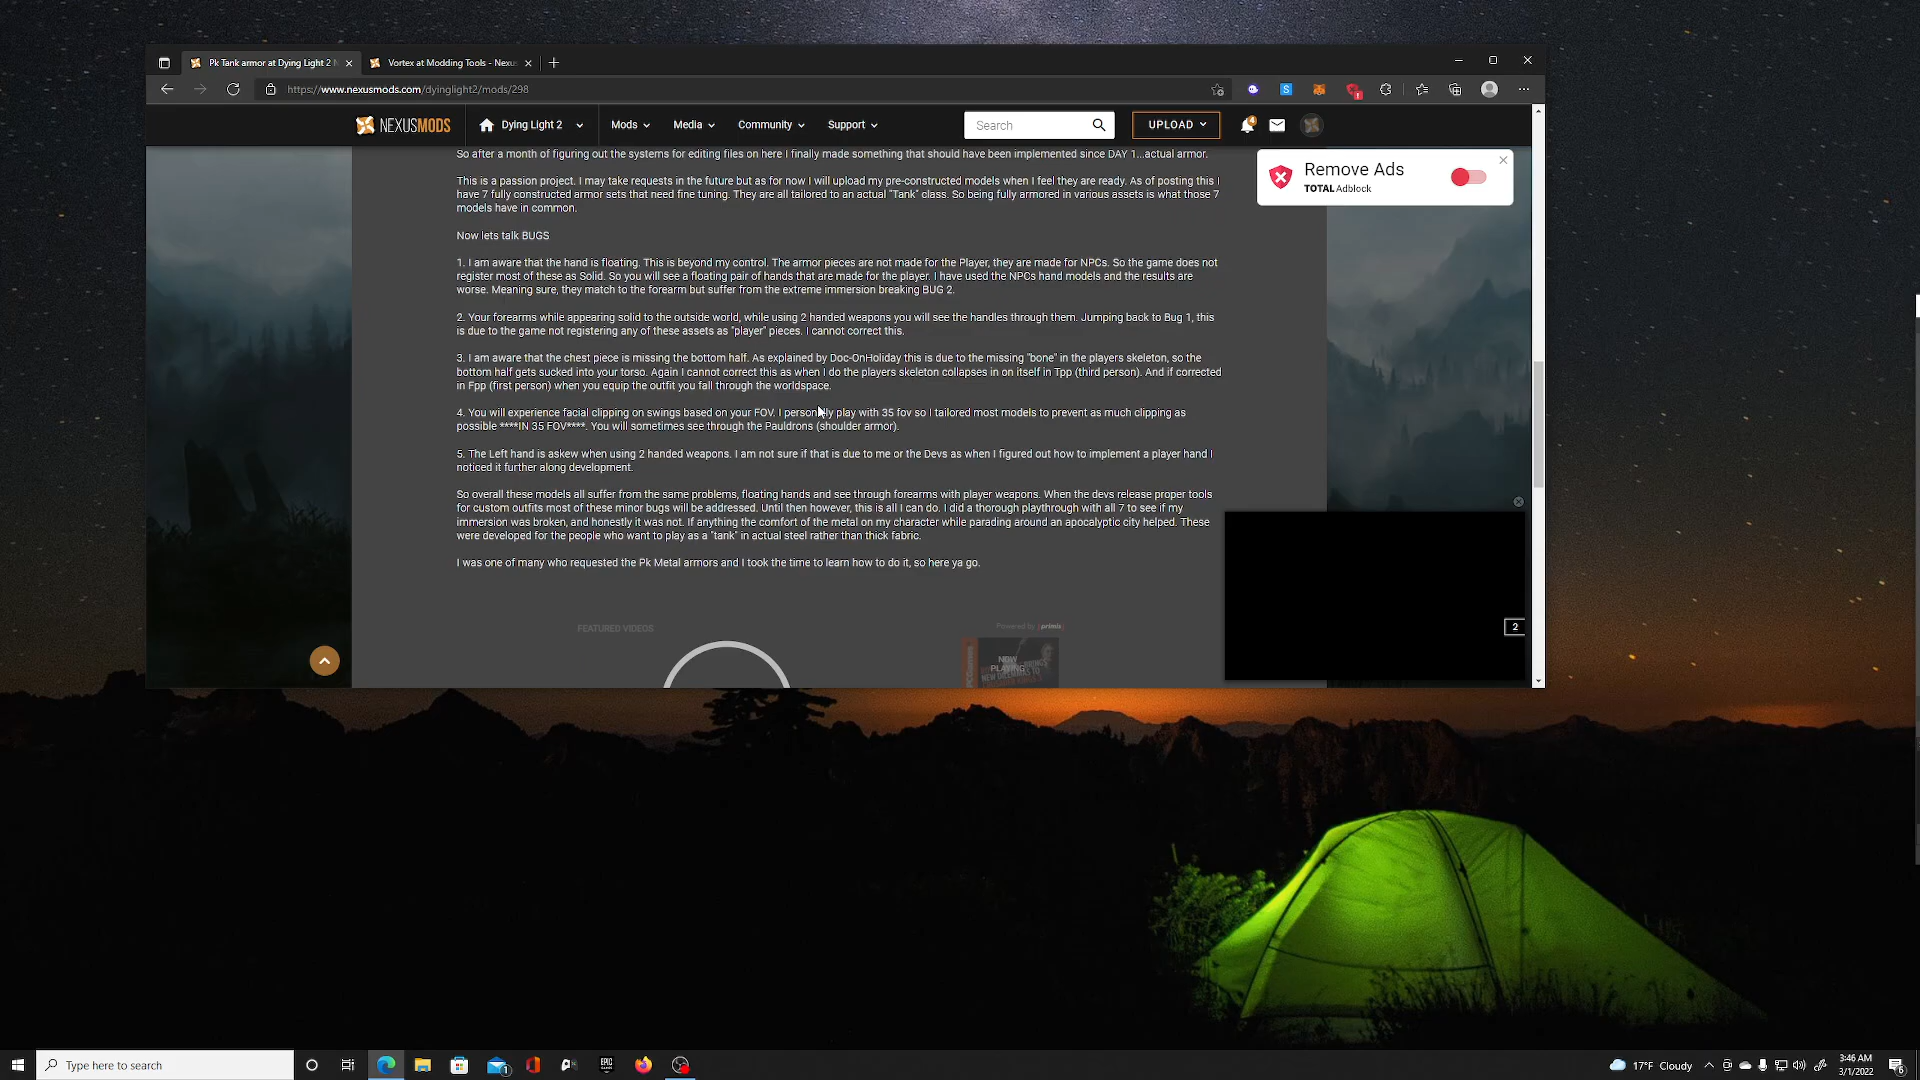 Pk Tank armor at Dying Light 2
Vortex at Modding Tools - Nexus
https://www.nexusmods.com/dyinglight2/mods/298
NEXUSMODS
Dying Light 2
Mods
Media
Community
Support
Search
UPLOAD
4
So after a month of figuring out the systems for editing files on here I finally made something that should have been implemented since DAY 1...actual armor.
Remove Ads
TOTAL Adblock
This is a passion project. I may take requests in the future but as for now I will upload my pre-constructed models when I feel they are ready. As of posting this I
have 7 fully constructed armor sets that need fine tuning. They are all tailored to an actual "Tank" class. So being fully armored in various assets is what those 7
models have in common.
Now lets talk BUGS
1. I am aware that the hand is floating. This is beyond my control. The armor pieces are not made for the Player, they are made for NPCs. So the game does not
register most of these as Solid. So you will see a floating pair of hands that are made for the player. I have used the NPCs hand models and the results are
worse. Meaning sure, they match to the forearm but suffer from the extreme immersion breaking BUG 2.
2. Your forearms while appearing solid to the outside world, while using 2 handed weapons you will see the handles through them. Jumping back to Bug 1, this
is due to the game not registering any of these assets as "player" pieces. I cannot correct this.
3. I am aware that the chest piece is missing the bottom half. As explained by Doc-OnHoliday this is due to the missing "bone" in the players skeleton, so the
bottom half gets sucked into your torso. Again I cannot correct this as when I do the players skeleton collapses in on itself in Tpp (third person). And if corrected
in Fpp (first person) when you equip the outfit you fall through the worldspace.
4. You will experience facial clipping on swings based on your FOV. I personally play with 35 fov so I tailored most models to prevent as much clipping as
possible ****IN 35 FOV****. You will sometimes see through the Pauldrons (shoulder armor).
5. The Left hand is askew when using 2 handed weapons. I am not sure if that is due to me or the Devs as when I figured out how to implement a player hand I
noticed it further along development.
So overall these models all suffer from the same problems, floating hands and see through forearms with player weapons. When the devs release proper tools
for custom outfits most of these minor bugs will be addressed. Until then however, this is all I can do. I did a thorough playthrough with all 7 to see if my
immersion was broken, and honestly it was not. If anything the comfort of the metal on my character while parading around an apocalyptic city helped. These
were developed for the people who want to play as a "tank" in actual steel rather than thick fabric.
I was one of many who requested the Pk Metal armors and I took the time to learn how to do it, so here ya go.
FEATURED VIDEOS
Powered by primis
NOW
PLAYING
2
Type here to search
1
EPIC
GAMES
17°F Cloudy
3:46 AM
3/1/2022
6